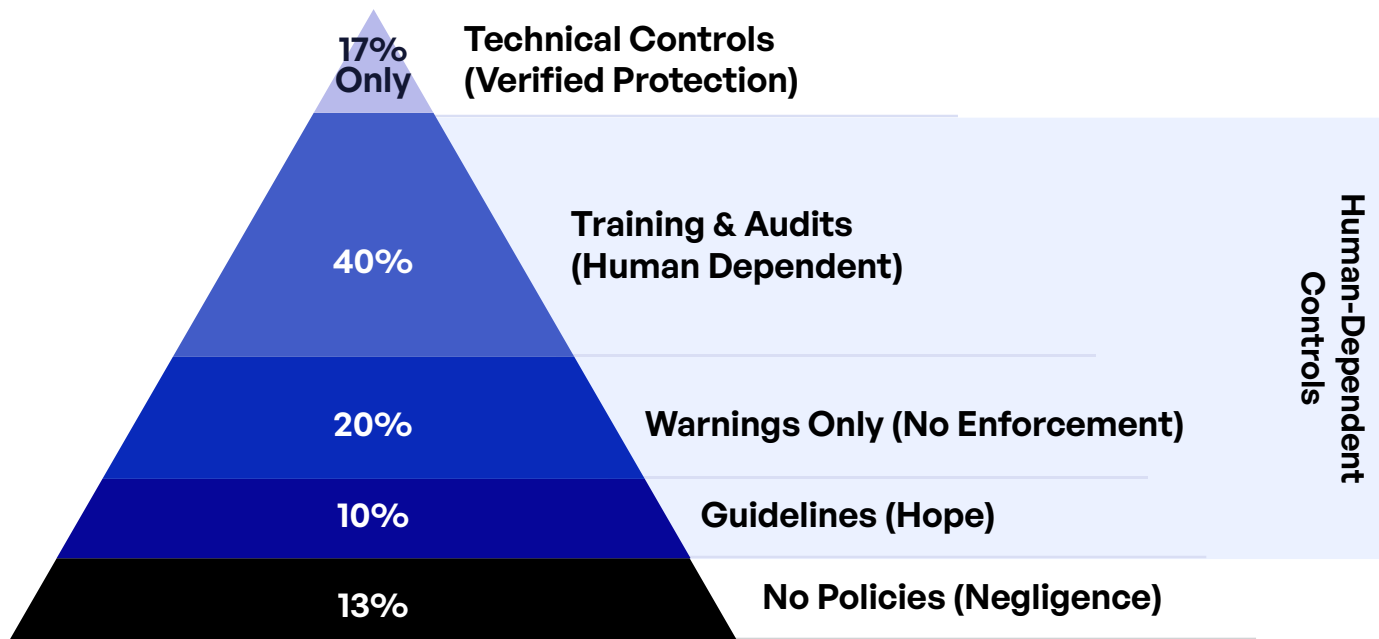 17%
Only
Technical Controls
(Verified Protection)
40%
Training & Audits
(Human Dependent)
20%
Warnings Only (No Enforcement)
10%
Guidelines (Hope)
13%
No Policies (Negligence)
Human-Dependent
Controls